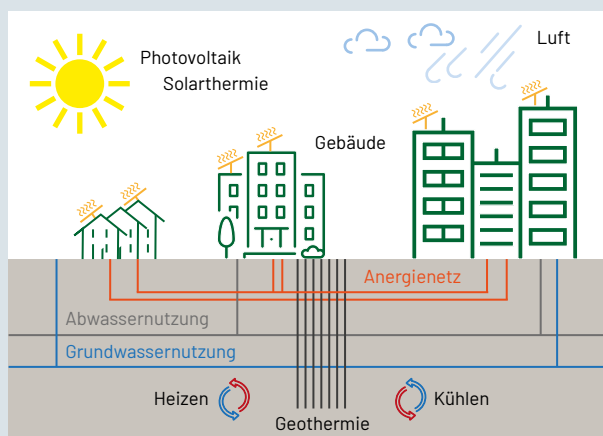 Photovoltaik
Solarthermie
Luft
Gebäude
Anergienetz
Abwassernutzung
Grundwassernutzung
Heizen
Kühlen
Geothermie